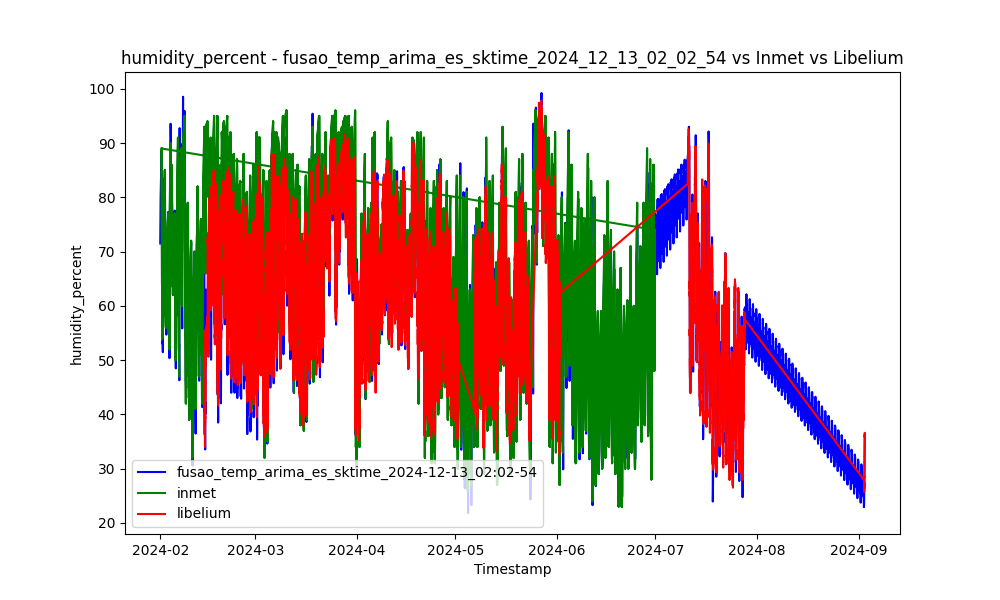 humidity_percent - fusao_temp_arima_es_sktime_2024_12_13_02_02_54 vs Inmet vs Libelium
humidity_percent
100
90
80
70
60
50
40
30
20
fusao_temp_arima_es_sktime_2024-12-13_02:02-54
inmet
libelium
2024-02
2024-03
2024-04
2024-05
2024-06
2024-07
2024-08
2024-09
Timestamp